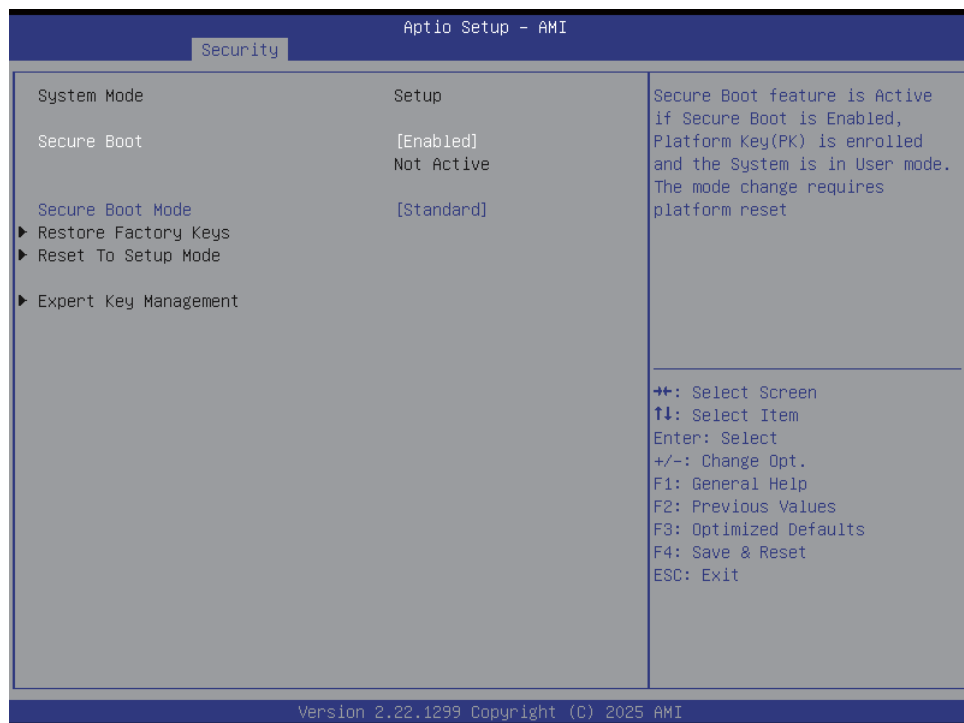 Aptio Setup – AMI
Security
System Mode Setup
Secure Boot [Enabled]
Not Active
Secure Boot Mode [Standard]
▶ Restore Factory Keys
▶ Reset To Setup Mode
▶ Expert Key Management
Secure Boot feature is Active
if Secure Boot is Enabled,
Platform Key(PK) is enrolled
and the System is in User mode.
The mode change requires
platform reset
→←: Select Screen
↑↓: Select Item
Enter: Select
+/-: Change Opt.
F1: General Help
F2: Previous Values
F3: Optimized Defaults
F4: Save & Reset
ESC: Exit
Version 2.22.1299 Copyright (C) 2025 AMI